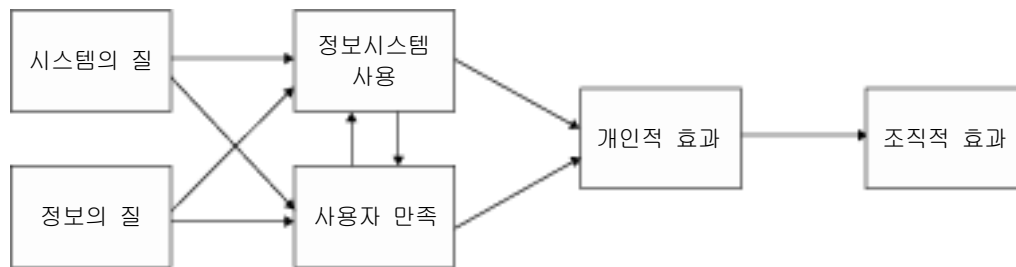 시스템의 질
정보시스템
사용
개인적 효과
조직적 효과
정보의 질
사용자 만족